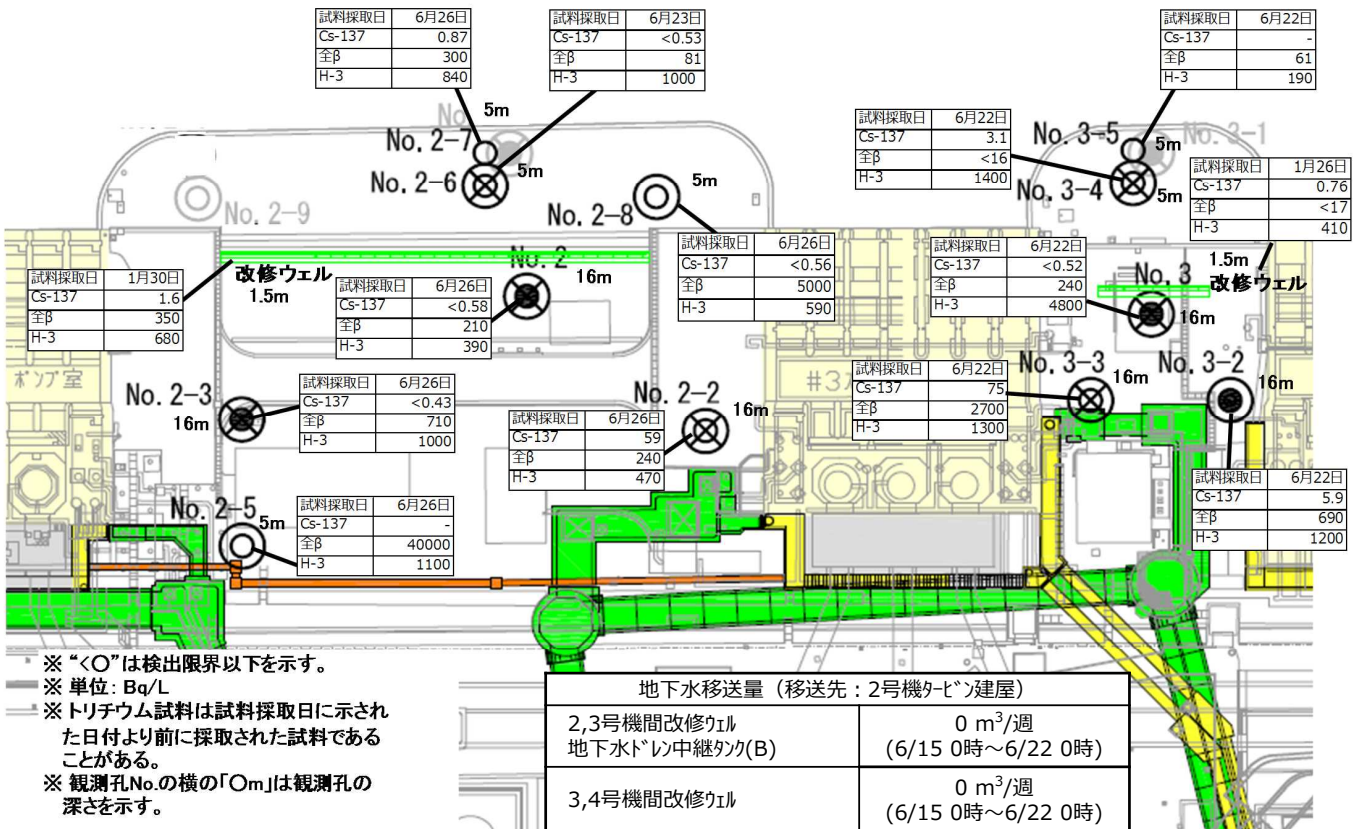 試料採取日 6月26日
Cs-137 0.87
全β 300
H-3 840
試料採取日 6月23日
Cs-137 <0.53
全β 81
H-3 1000
試料採取日 6月22日
Cs-137 -
全β 61
H-3 190
試料採取日 6月22日
Cs-137 3.1
全β <16
H-3 1400
試料採取日 1月26日
Cs-137 0.76
全β <17
H-3 410
No. 5m
No. 2-7
No. 2-6 5m
No. 2-9
No. 2-8 5m
No. 3-5 5m
No. 3-1
No. 3-4 5m
試料採取日 1月30日
Cs-137 1.6
全β 350
H-3 680
改修ウェル
1.5m
試料採取日 6月26日
Cs-137 <0.58
全β 210
H-3 390
No. 2
16m
試料採取日 6月26日
Cs-137 <0.56
全β 5000
H-3 590
試料採取日 6月22日
Cs-137 <0.52
全β 240
H-3 4800
No. 3
16m
1.5m
改修ウェル
ポンプ室
No. 2-3
16m
試料採取日 6月26日
Cs-137 <0.43
全β 710
H-3 1000
No. 2-2
16m
試料採取日 6月26日
Cs-137 59
全β 240
H-3 470
#3
試料採取日 6月22日
Cs-137 75
全β 2700
H-3 1300
No. 3-3
16m
No. 3-2
16m
試料採取日 6月22日
Cs-137 5.9
全β 690
H-3 1200
No. 2-5
5m
試料採取日 6月26日
Cs-137 -
全β 40000
H-3 1100
※ “<○”は検出限界以下を示す。
※ 単位: Bq/L
※ トリチウム試料は試料採取日に示され
た日付より前に採取された試料である
ことがある。
※ 観測孔No.の横の「○m」は観測孔の
深さを示す。
地下水移送量（移送先：2号機ﾀｰﾋﾞﾝ建屋）
2,3号機間改修ｳｪﾙ
地下水ﾄﾞﾚﾝ中継ﾀﾝｸ(B)
0 m³/週
(6/15 0時～6/22 0時)
3,4号機間改修ｳｪﾙ
0 m³/週
(6/15 0時～6/22 0時)